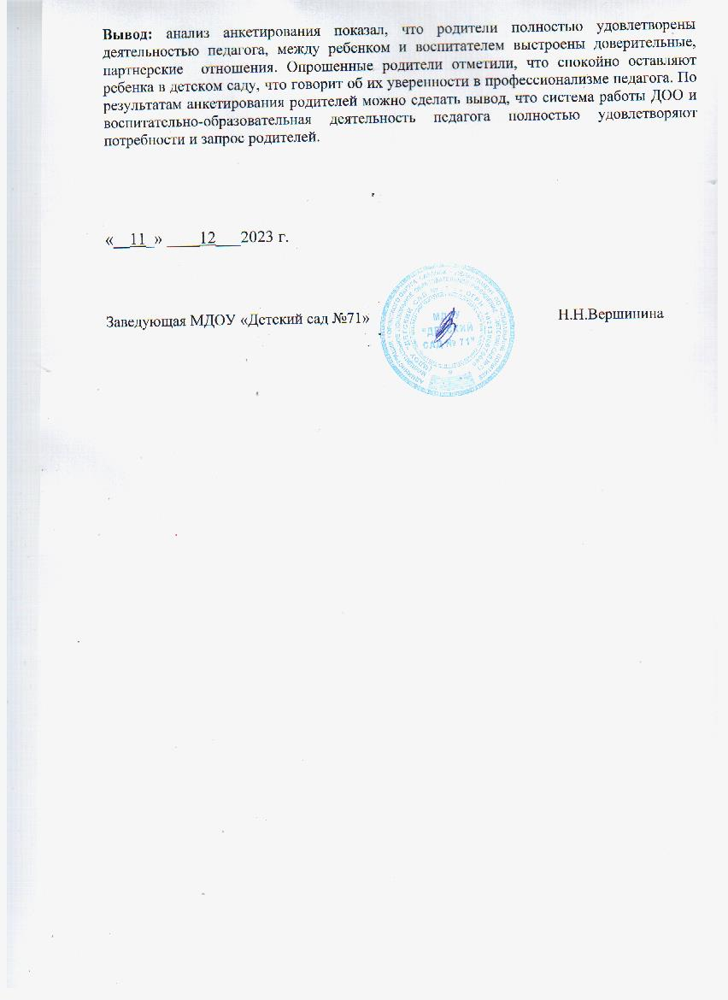 Вывод: анализ анкетирования показал, что родители полностью удовлетворены
деятельностью педагога, между ребенком и воспитателем выстроены доверительные,
партнерские отношения. Опрошенные родители отметили, что спокойно оставляют
ребенка в детском саду, что говорит об их уверенности в профессионализме педагога. По
результатам анкетирования родителей можно сделать вывод, что система работы ДОО и
воспитательно-образовательная деятельность педагога полностью удовлетворяют
потребности и запрос родителей.
«__11_» ____12___2023 г.
Заведующая МДОУ «Детский сад №71»
МДОУ
"ДЕТСКИЙ
САД № 71"
Н.Н.Вершинина